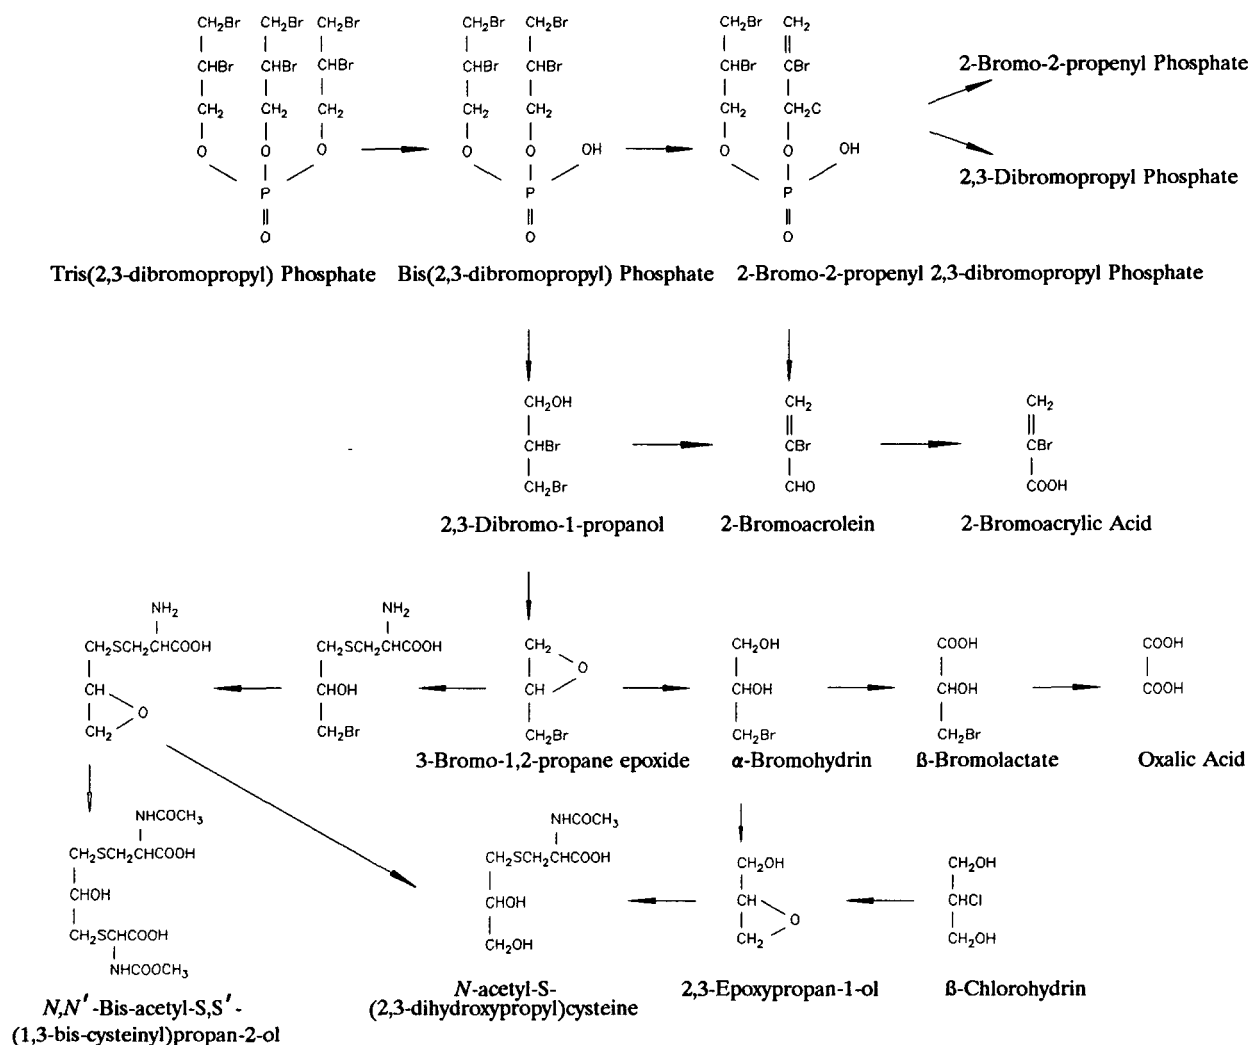 CH2Br CH2Br CH2Br CH2Br CH2Br CH2Br CH2
CHBr CHBr CHBr CHBr CHBr CHBr CBr
CH2 CH2 CH2 CH2 CH2 CH2 CH2C
O O O O O OH O O OH
P P P
O O O
2-Bromo-2-propenyl Phosphate
2,3-Dibromopropyl Phosphate
Tris(2,3-dibromopropyl) Phosphate Bis(2,3-dibromopropyl) Phosphate 2-Bromo-2-propenyl 2,3-dibromopropyl Phosphate
CH2OH CH2 CH2
CHBr CBr CBr
CH2Br CHO COOH
2,3-Dibromo-1-propanol 2-Bromoacrolein 2-Bromoacrylic Acid
NH2 NH2
CH2SCH2CHCOOH CH2SCH2CHCOOH CH2 O CH2OH COOH COOH
CH O CHOH CH CHOH CHOH COOH
CH2 CH2Br CH2Br CH2Br CH2Br
3-Bromo-1,2-propane epoxide α-Bromohydrin ß-Bromolactate Oxalic Acid
NHCOCH3 NHCOCH3
CH2SCH2CHCOOH CH2SCH2CHCOOH CH2OH CH2OH
CHOH CHOH CH O CHCl
CH2SCHCOOH CH2OH CH2 CH2OH
NHCOOCH3
N,N' -Bis-acetyl-S,S' -
(1,3-bis-cysteinyl)propan-2-ol
N-acetyl-S-
(2,3-dihydroxypropyl)cysteine
2,3-Epoxypropan-1-ol ß-Chlorohydrin